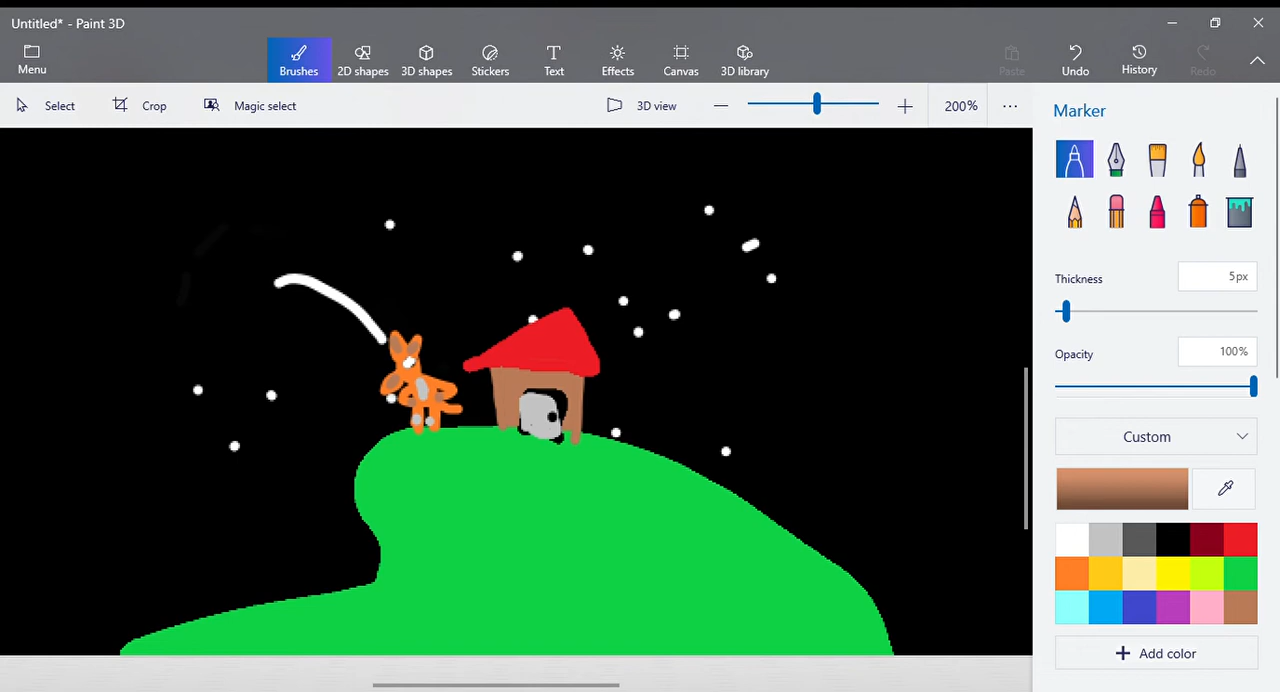 Untitled* - Paint 3D
Menu
Brushes
2D shapes
3D shapes
Stickers
Text
Effects
Canvas
3D library
Paste
Undo
History
Redo
Select
Crop
Magic select
3D view
200%
Marker
Thickness
5px
Opacity
100%
Custom
Add color